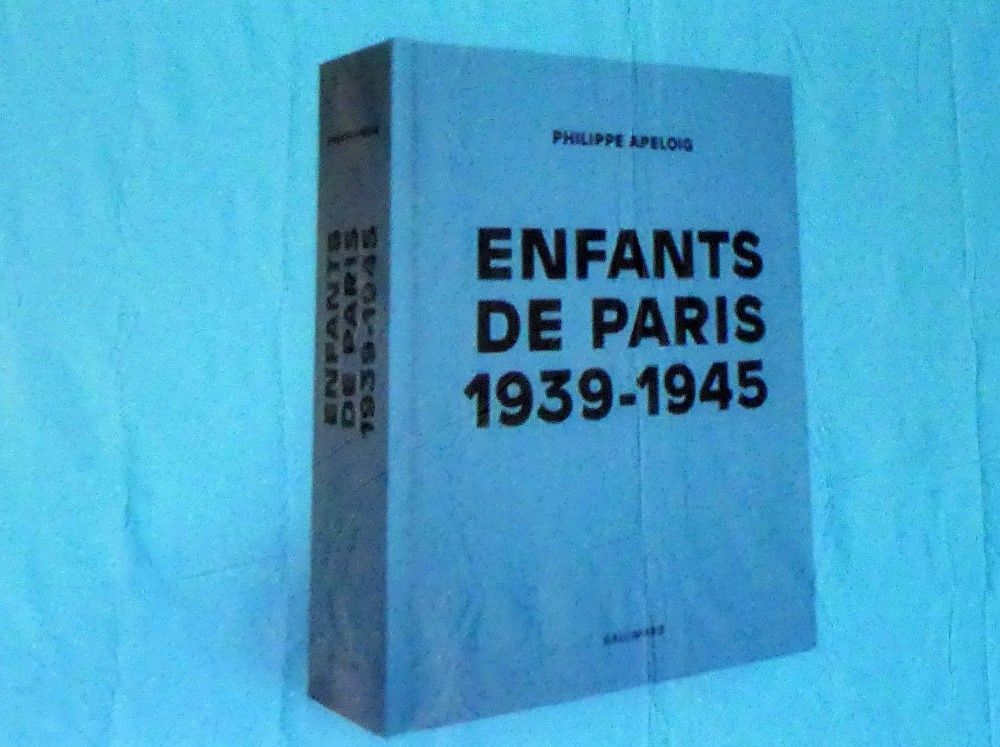 PHILIPPE APELOIG
ENFANTS
DE PARIS
1939-1945
GALLIMARD
ENFANTS
DE PARIS
1939-1945